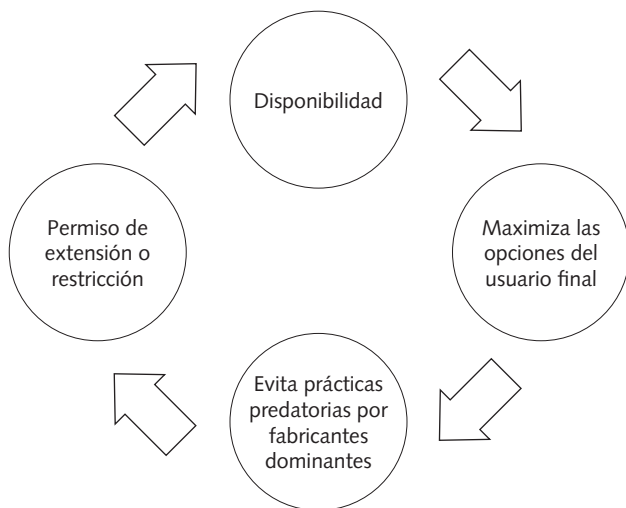 Disponibilidad
Permiso de
extensión o
restricción
Maximiza las
opciones del
usuario final
Evita prácticas
predatorias por
fabricantes
dominantes